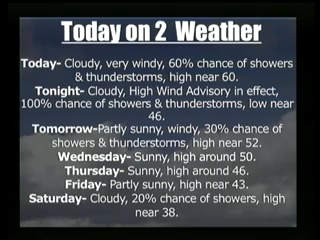 Today on 2 Weather
Today- Cloudy, very windy, 60% chance of showers
& thunderstorms, high near 60.
Tonight- Cloudy, High Wind Advisory in effect,
100% chance of showers & thunderstorms, low near
46.
Tomorrow-Partly sunny, windy, 30% chance of
showers & thunderstorms, high near 52.
Wednesday- Sunny, high around 50.
Thursday- Sunny, high around 46.
Friday- Partly sunny, high near 43.
Saturday- Cloudy, 20% chance of showers, high
near 38.